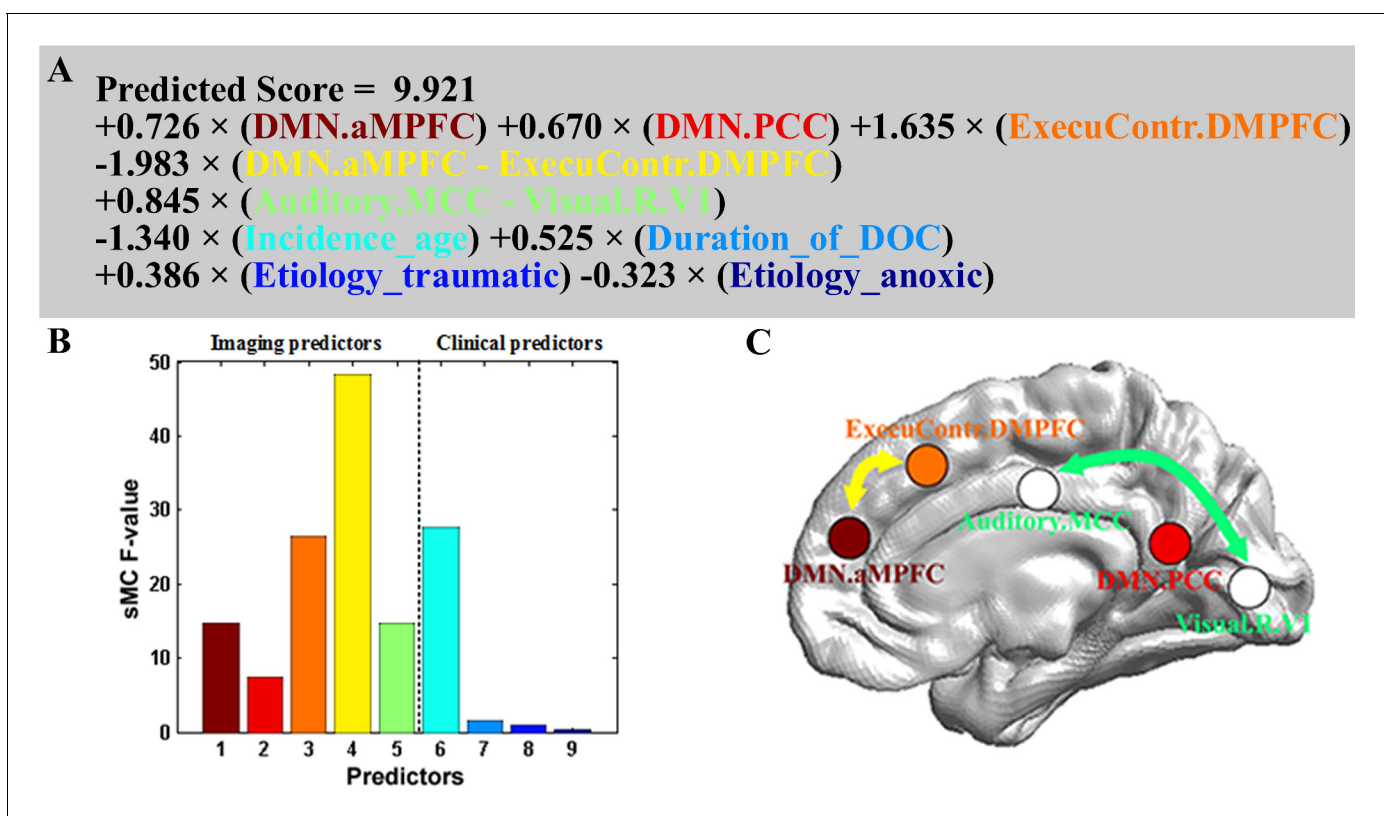 A
Predicted Score = 9.921
+0.726 × (DMN.aMPFC) +0.670 × (DMN.PCC) +1.635 × (ExecuContr.DMPFC)
-1.983 × (DMN.aMPFC - ExecuContr.DMPFC)
+0.845 × (Auditory.MCC - Visual.R.V1)
-1.340 × (Incidence_age) +0.525 × (Duration_of_DOC)
+0.386 × (Etiology_traumatic) -0.323 × (Etiology_anoxic)
B
Imaging predictors Clinical predictors
50
40
30
20
10
0
sMC F-value
1 2 3 4 5 6 7 8 9
Predictors
C
ExecuContr.DMPFC
Auditory.MCC
DMN.aMPFC
DMN.PCC
Visual.R.V1